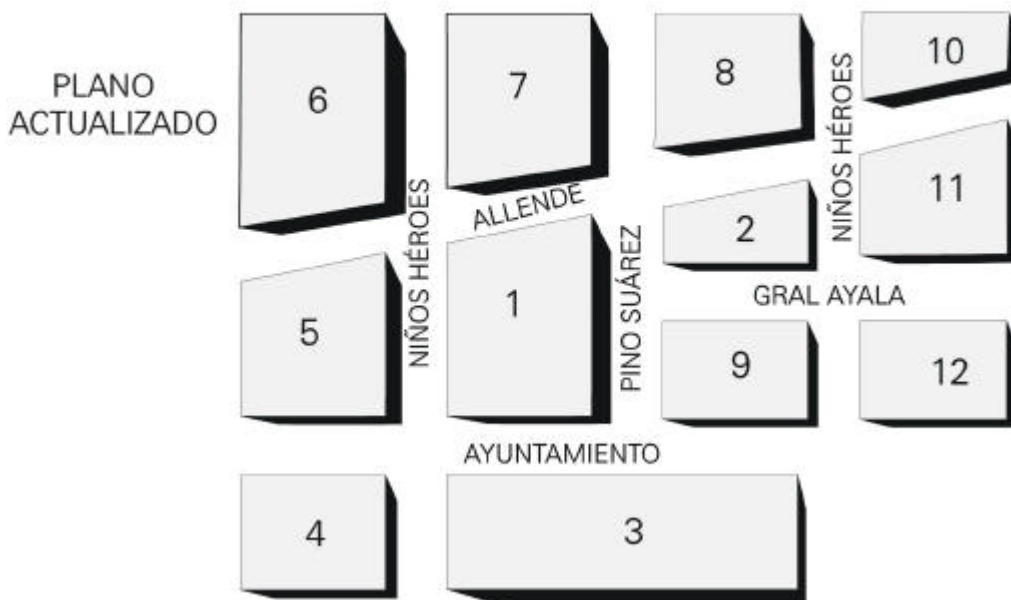 PLANO
ACTUALIZADO
6
7
8
10
NIÑOS HÉROES
ALLENDE
NIÑOS HÉROES
11
2
5
1
PINO SUÁREZ
GRAL AYALA
9
12
AYUNTAMIENTO
4
3